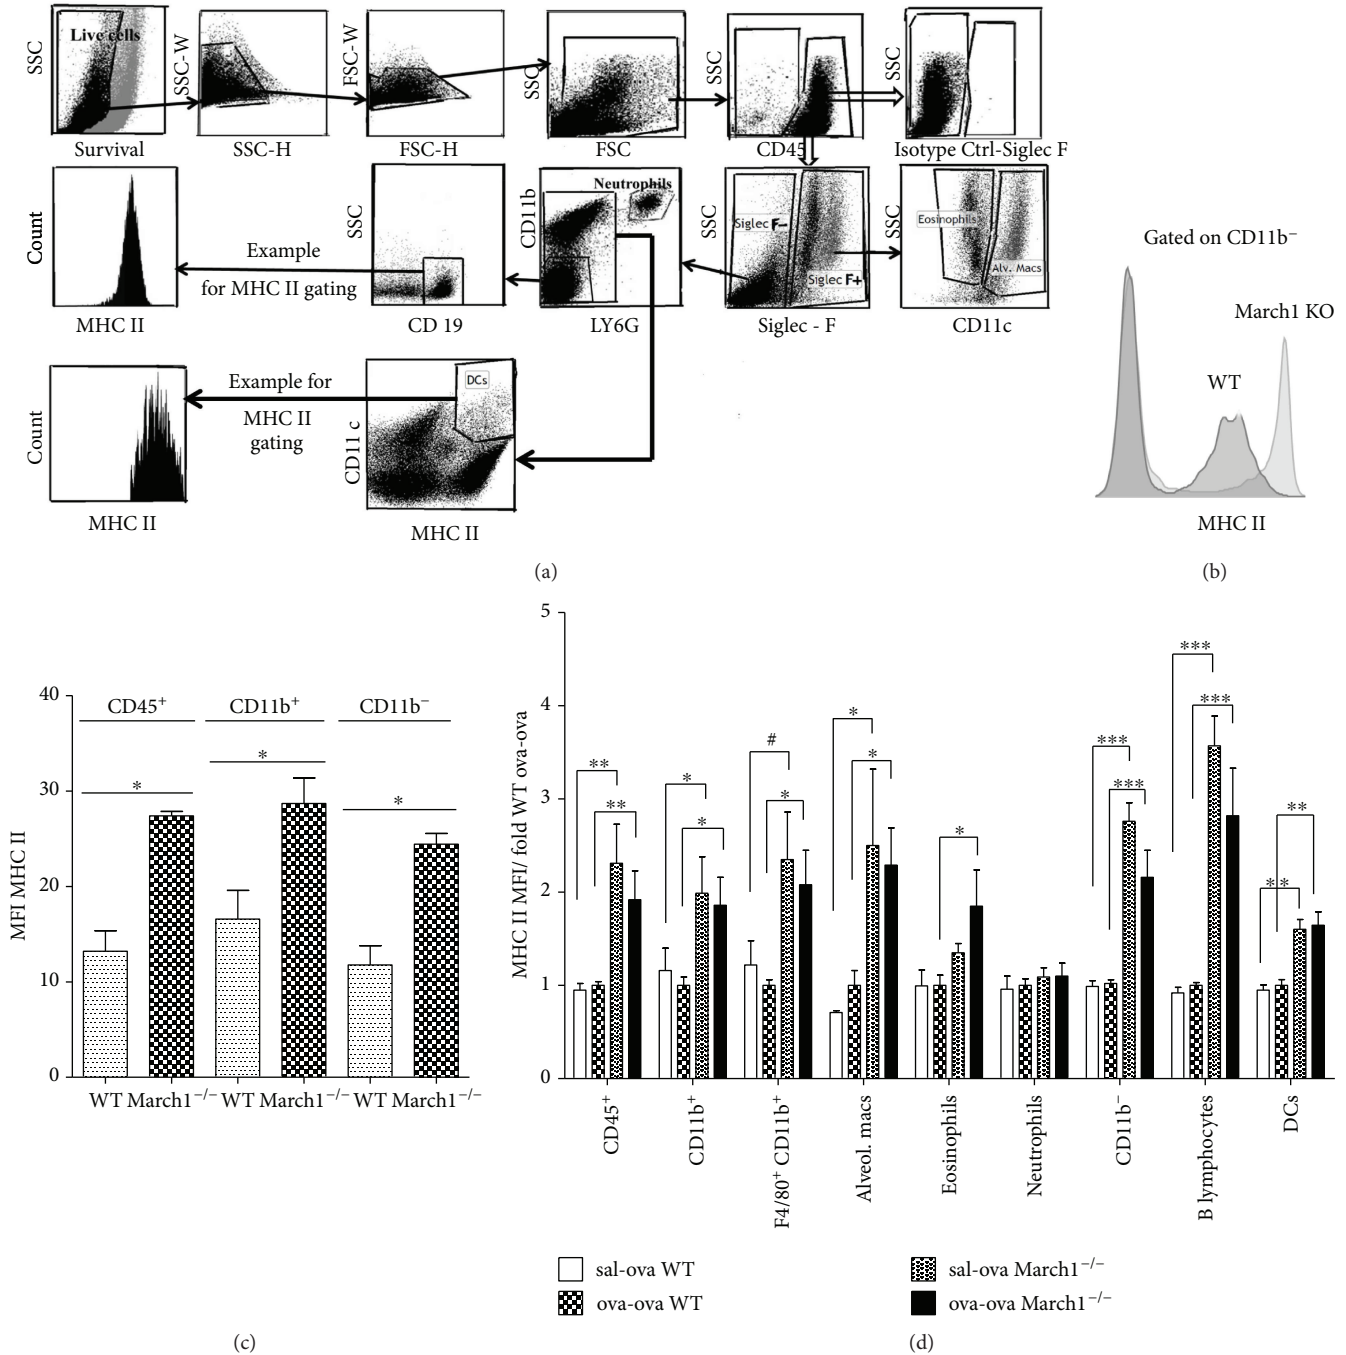 SSC
Live cells
Survival
SSC-W
SSC-H
FSC-W
FSC-H
SSC
FSC
SSC
CD45
SSC
Isotype Ctrl-Siglec F
Count
MHC II
Example
for MHC II gating
SSC
CD 19
CD11b
Neutrophils
LY6G
SSC
Siglec F-
Siglec F+
Siglec - F
SSC
Eosinophils
Alv. Macs
CD11c
Count
MHC II
Example for
MHC II
gating
CD11 c
DCs
MHC II
(a)
Gated on CD11b⁻
March1 KO
WT
MHC II
(b)
MFI MHC II
40
30
20
10
0
CD45⁺
CD11b⁺
CD11b⁻
*
*
*
WT March1⁻/⁻ WT March1⁻/⁻ WT March1⁻/⁻
(c)
MHC II MFI/ fold WT ova-ova
5
4
3
2
1
0
**
**
*
*
#
*
*
*
*
***
***
***
***
**
**
CD45⁺
CD11b⁺
F4/80⁺ CD11b⁺
Alveol. macs
Eosinophils
Neutrophils
CD11b⁻
B lymphocytes
DCs
sal-ova WT
ova-ova WT
sal-ova March1⁻/⁻
ova-ova March1⁻/⁻
(d)